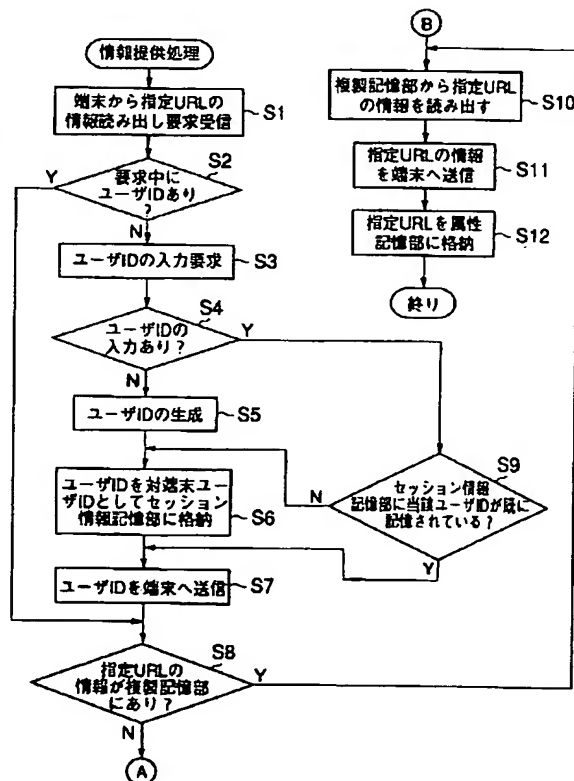 情報提供処理
端末から指定URLの
情報読み出し要求受信
S1
S2
要求中に
ユーザIDあり
?
Y
N
ユーザIDの入力要求
S3
S4
ユーザIDの
入力あり?
Y
N
ユーザIDの生成
S5
ユーザIDを対端末ユー
ザIDとしてセッション
情報記憶部に格納
S6
ユーザIDを端末へ送信
S7
S8
指定URLの
情報が複製記憶部
にあり?
Y
N
A
S9
セッション情報
記憶部に当該ユーザIDが既に
記憶されている?
N
Y
B
複製記憶部から指定URL
の情報を読み出す
S10
指定URLの情報
を端末へ送信
S11
指定URLを属性
記憶部に格納
S12
終り